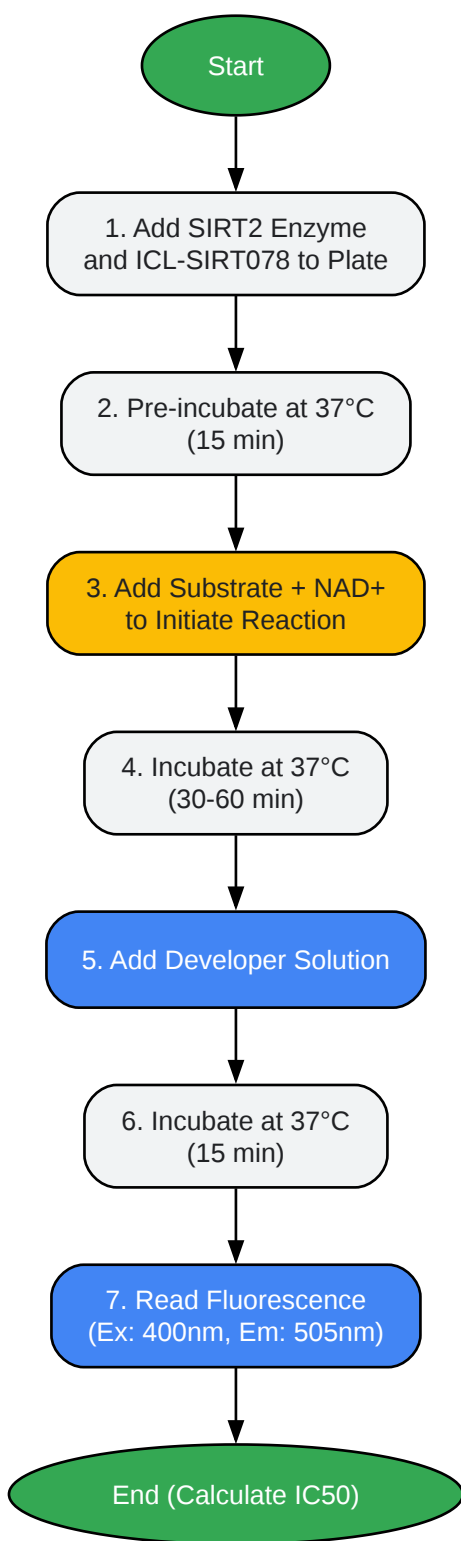 Start
1. Add SIRT2 Enzyme
and ICL-SIRT078 to Plate
2. Pre-incubate at 37°C
(15 min)
3. Add Substrate + NAD+
to Initiate Reaction
4. Incubate at 37°C
(30-60 min)
5. Add Developer Solution
6. Incubate at 37°C
(15 min)
7. Read Fluorescence
(Ex: 400nm, Em: 505nm)
End (Calculate IC50)